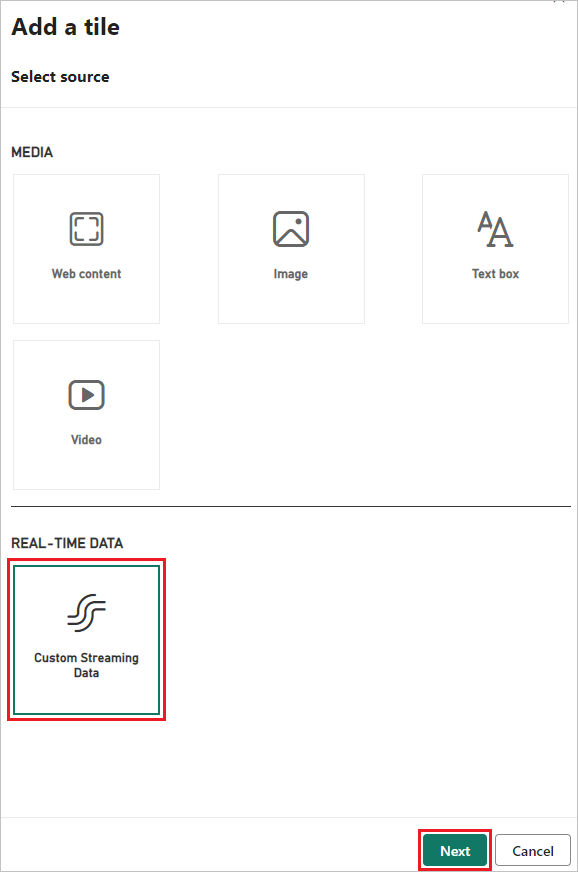 Add a tile
Select source
MEDIA
Web content
Image
Text box
Video
REAL-TIME DATA
Custom Streaming
Data
Next
Cancel